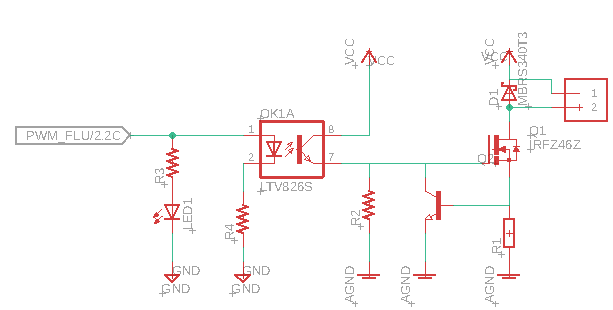 VCC
VCC
VCC
MBRS340T3
D1
1
2
OK1A
PWM_FLU/2.2C
1
8
2
7
LTV826S
Q1
IRFZ46Z
Q2
R3
LED1
R4
R2
R1
GND
GND
GND
GND
AGND
AGND
AGND